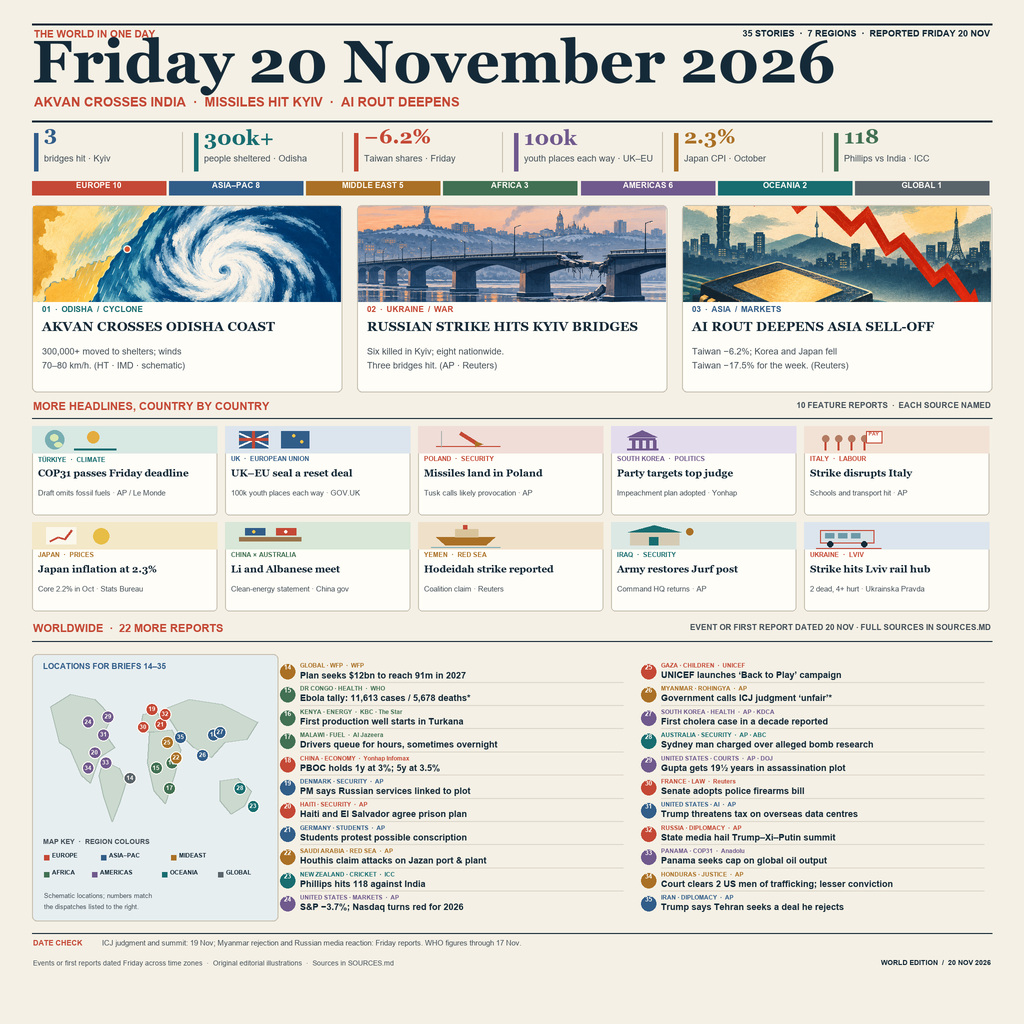 THE WORLD IN ONE DAY
35 STORIES · 7 REGIONS · REPORTED FRIDAY 20 NOV
Friday 20 November 2026
AKVAN CROSSES INDIA · MISSILES HIT KYIV · AI ROUT DEEPENS
3
bridges hit · Kyiv
300k+
people sheltered · Odisha
−6.2%
Taiwan shares · Friday
100k
youth places each way · UK–EU
2.3%
Japan CPI · October
118
Phillips vs India · ICC
EUROPE 10
ASIA–PAC 8
MIDDLE EAST 5
AFRICA 3
AMERICAS 6
OCEANIA 2
GLOBAL 1
01 · ODISHA / CYCLONE
AKVAN CROSSES ODISHA COAST
300,000+ moved to shelters; winds
70–80 km/h. (HT · IMD · schematic)
02 · UKRAINE / WAR
RUSSIAN STRIKE HITS KYIV BRIDGES
Six killed in Kyiv; eight nationwide.
Three bridges hit. (AP · Reuters)
03 · ASIA / MARKETS
AI ROUT DEEPENS ASIA SELL-OFF
Taiwan −6.2%; Korea and Japan fell
Taiwan −17.5% for the week. (Reuters)
MORE HEADLINES, COUNTRY BY COUNTRY
10 FEATURE REPORTS · EACH SOURCE NAMED
TÜRKIYE · CLIMATE
COP31 passes Friday deadline
Draft omits fossil fuels · AP / Le Monde
UK · EUROPEAN UNION
UK–EU seal a reset deal
100k youth places each way · GOV.UK
POLAND · SECURITY
Missiles land in Poland
Tusk calls likely provocation · AP
SOUTH KOREA · POLITICS
Party targets top judge
Impeachment plan adopted · Yonhap
PAY
ITALY · LABOUR
Strike disrupts Italy
Schools and transport hit · AP
JAPAN · PRICES
Japan inflation at 2.3%
Core 2.2% in Oct · Stats Bureau
CHINA × AUSTRALIA
Li and Albanese meet
Clean-energy statement · China gov
YEMEN · RED SEA
Hodeidah strike reported
Coalition claim · Reuters
IRAQ · SECURITY
Army restores Jurf post
Command HQ returns · AP
UKRAINE · LVIV
Strike hits Lviv rail hub
2 dead, 4+ hurt · Ukrainska Pravda
WORLDWIDE · 22 MORE REPORTS
EVENT OR FIRST REPORT DATED 20 NOV · FULL SOURCES IN SOURCES.MD
LOCATIONS FOR BRIEFS 14–35
24
29
31
20
33
34
14
19
32
30
21
35
25
22
15
17
27
26
28
23
MAP KEY · REGION COLOURS
EUROPE
ASIA–PAC
MIDEAST
AFRICA
AMERICAS
OCEANIA
GLOBAL
Schematic locations; numbers match
the dispatches listed to the right.
14
GLOBAL · WFP · WFP
Plan seeks $12bn to reach 91m in 2027
15
DR CONGO · HEALTH · WHO
Ebola tally: 11,613 cases / 5,678 deaths*
16
KENYA · ENERGY · KBC · The Star
First production well starts in Turkana
17
MALAWI · FUEL · Al Jazeera
Drivers queue for hours, sometimes overnight
18
CHINA · ECONOMY · Yonhap Infomax
PBOC holds 1y at 3%; 5y at 3.5%
19
DENMARK · SECURITY · AP
PM says Russian services linked to plot
20
HAITI · SECURITY · AP
Haiti and El Salvador agree prison plan
21
GERMANY · STUDENTS · AP
Students protest possible conscription
22
SAUDI ARABIA · RED SEA · AP
Houthis claim attacks on Jazan port & plant
23
NEW ZEALAND · CRICKET · ICC
Phillips hits 118 against India
24
UNITED STATES · MARKETS · AP
S&P −3.7%; Nasdaq turns red for 2026
25
GAZA · CHILDREN · UNICEF
UNICEF launches ‘Back to Play’ campaign
26
MYANMAR · ROHINGYA · AP
Government calls ICJ judgment ‘unfair’*
27
SOUTH KOREA · HEALTH · AP · KDCA
First cholera case in a decade reported
28
AUSTRALIA · SECURITY · AP · ABC
Sydney man charged over alleged bomb research
29
UNITED STATES · COURTS · AP · DOJ
Gupta gets 19½ years in assassination plot
30
FRANCE · LAW · Reuters
Senate adopts police firearms bill
31
UNITED STATES · AI · AP
Trump threatens tax on overseas data centres
32
RUSSIA · DIPLOMACY · AP
State media hail Trump–Xi–Putin summit
33
PANAMA · COP31 · Anadolu
Panama seeks cap on global oil output
34
HONDURAS · JUSTICE · AP
Court clears 2 US men of trafficking; lesser conviction
35
IRAN · DIPLOMACY · AP
Trump says Tehran seeks a deal he rejects
DATE CHECK
ICJ judgment and summit: 19 Nov; Myanmar rejection and Russian media reaction: Friday reports. WHO figures through 17 Nov.
Events or first reports dated Friday across time zones · Original editorial illustrations · Sources in SOURCES.md
WORLD EDITION / 20 NOV 2026